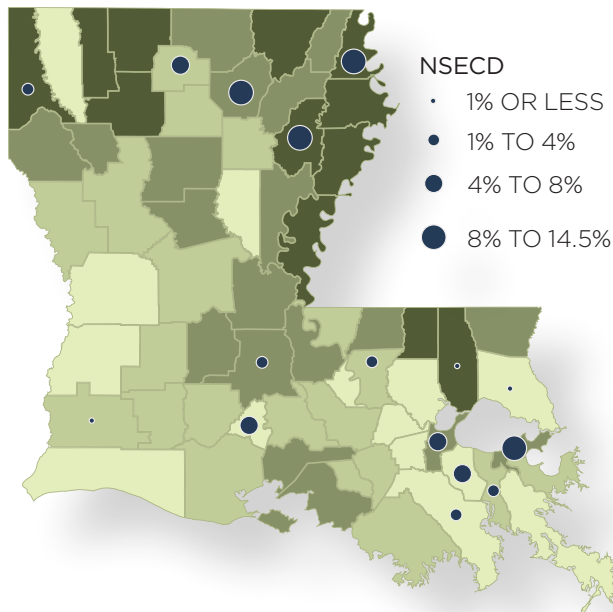 NSECD
1% OR LESS
1% TO 4%
4% TO 8%
8% TO 14.5%